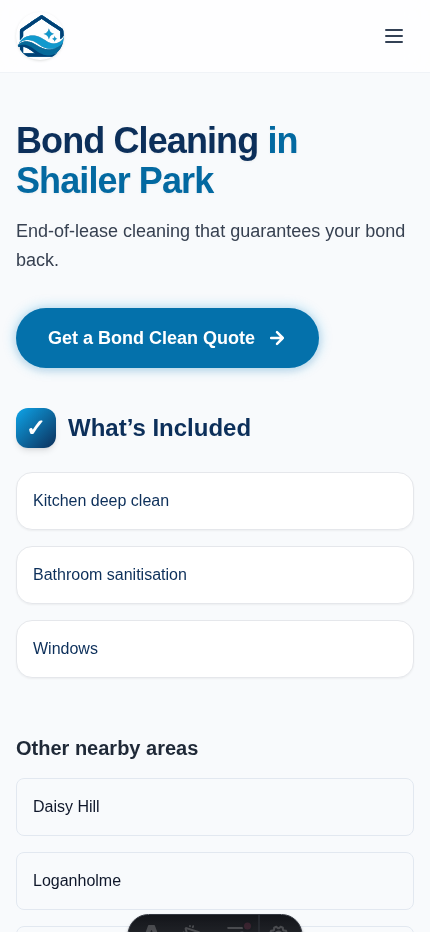 Bond Cleaning in
Shailer Park
End-of-lease cleaning that guarantees your bond
back.
Get a Bond Clean Quote →
✓ What’s Included
Kitchen deep clean
Bathroom sanitisation
Windows
Other nearby areas
Daisy Hill
Loganholme